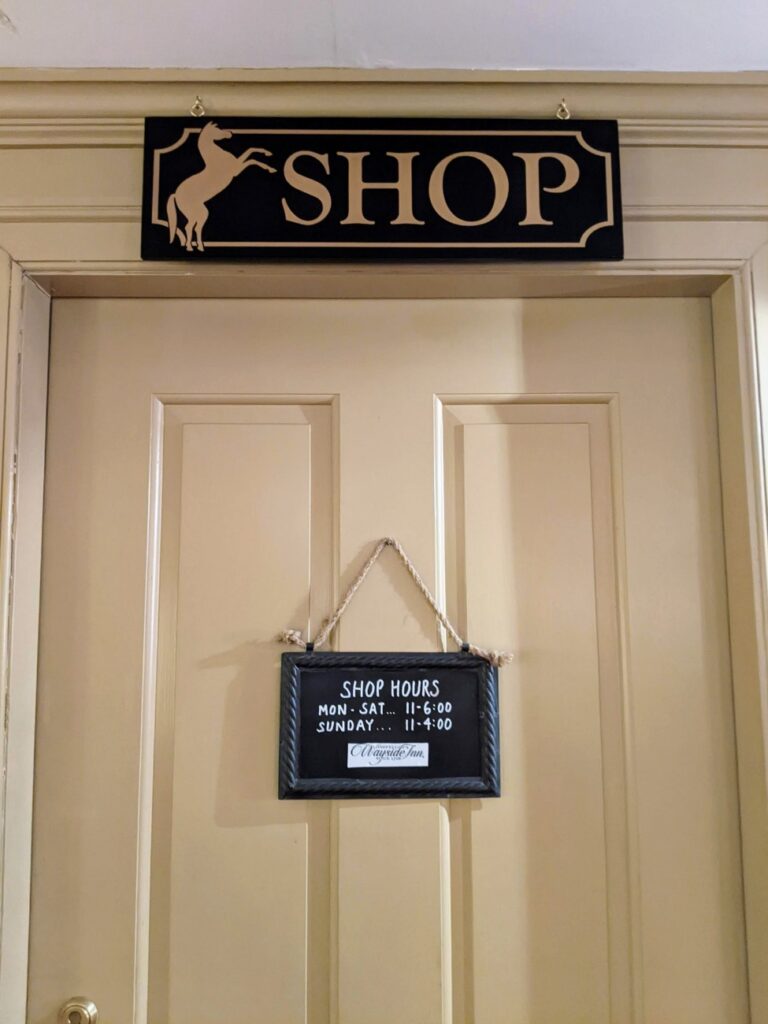 SHOP
SHOP HOURS
MON - SAT... 11-6:00
SUNDAY... 11-4:00
Wayside Inn